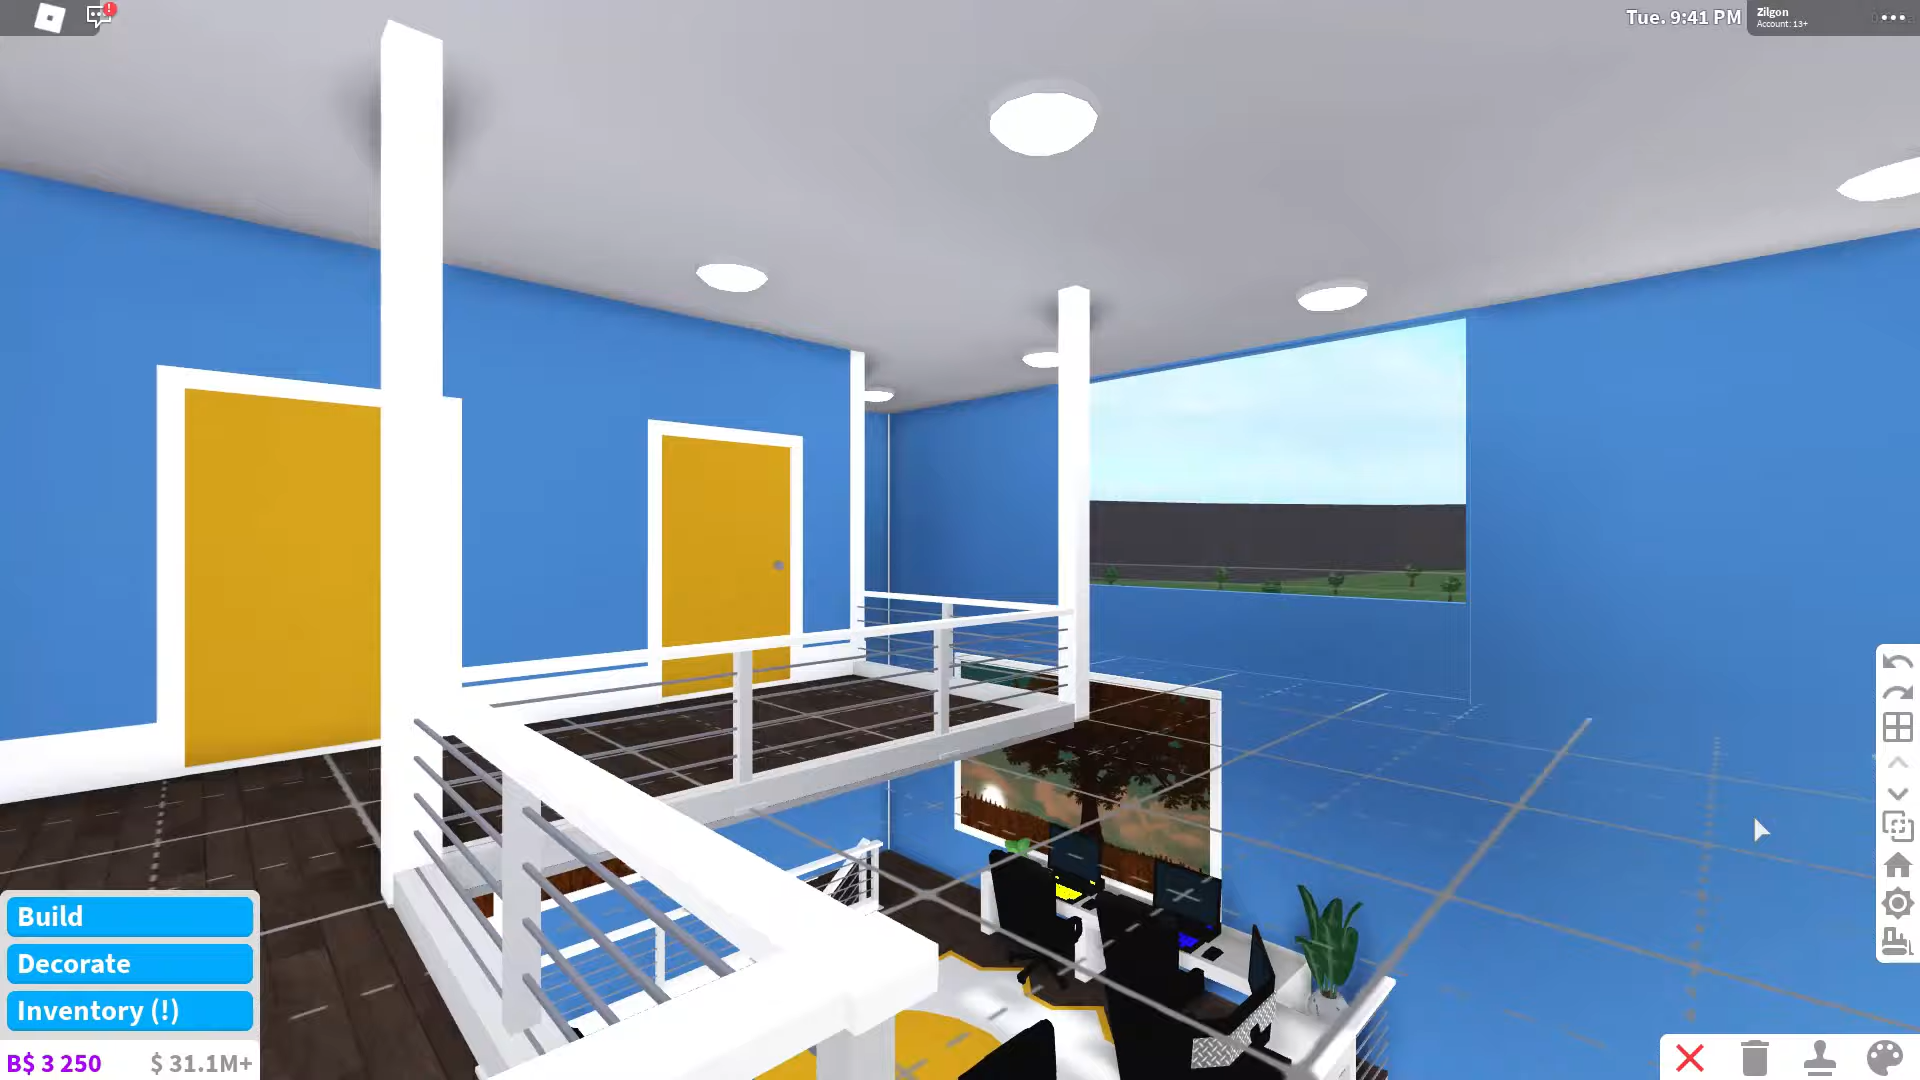 Tue. 9:41 PM
Zilgon
Account: 13+
Build
Decorate
Inventory (!)
B$ 3 250
$ 31.1M+